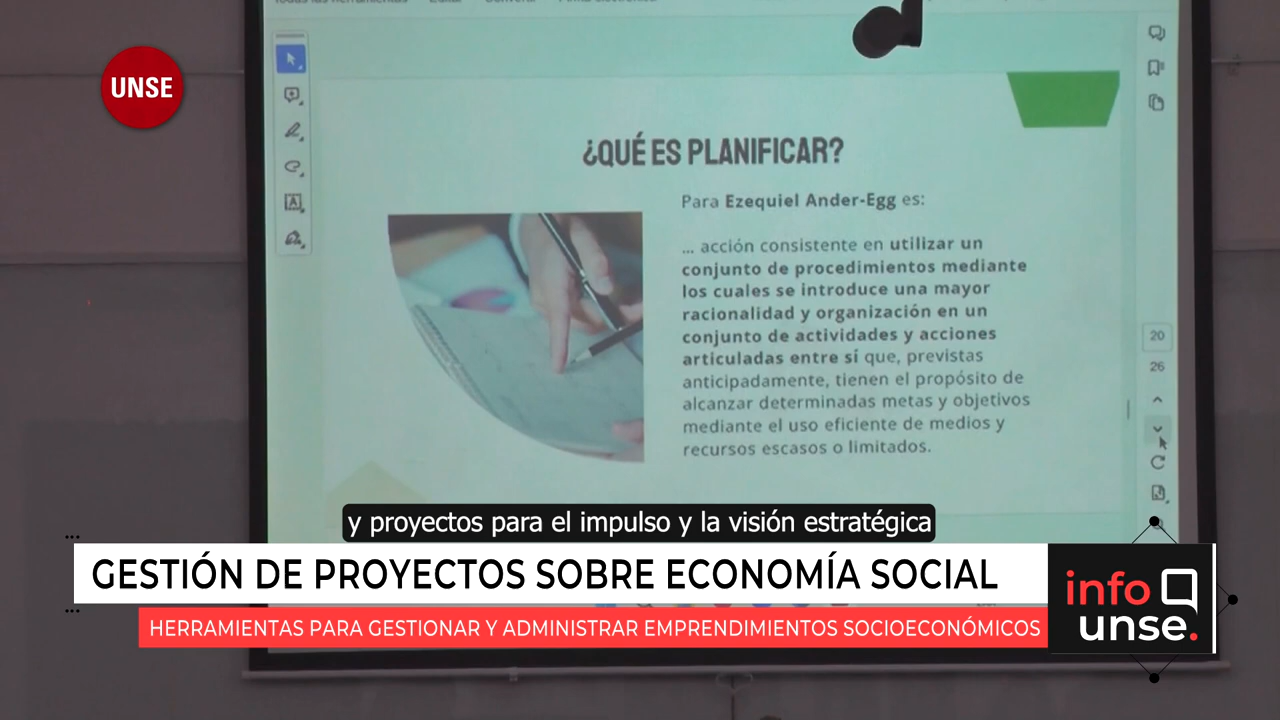 UNSE
¿QUÉ ES PLANIFICAR?
Para Ezequiel Ander-Egg es:
... acción consistente en utilizar un
conjunto de procedimientos mediante
los cuales se introduce una mayor
racionalidad y organización en un
conjunto de actividades y acciones
articuladas entre sí que, previstas
anticipadamente, tienen el propósito de
alcanzar determinadas metas y objetivos
mediante el uso eficiente de medios y
recursos escasos o limitados.
20
26
y proyectos para el impulso y la visión estratégica
GESTIÓN DE PROYECTOS SOBRE ECONOMÍA SOCIAL
HERRAMIENTAS PARA GESTIONAR Y ADMINISTRAR EMPRENDIMIENTOS SOCIOECONÓMICOS
info
unse.